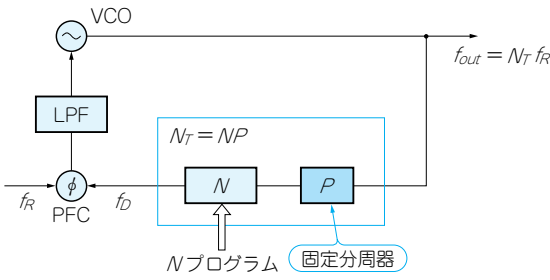 VCO
f_out = N_T f_R
LPF
N_T = NP
N
P
ϕ
f_R
PFC
f_D
Nプログラム
固定分周器